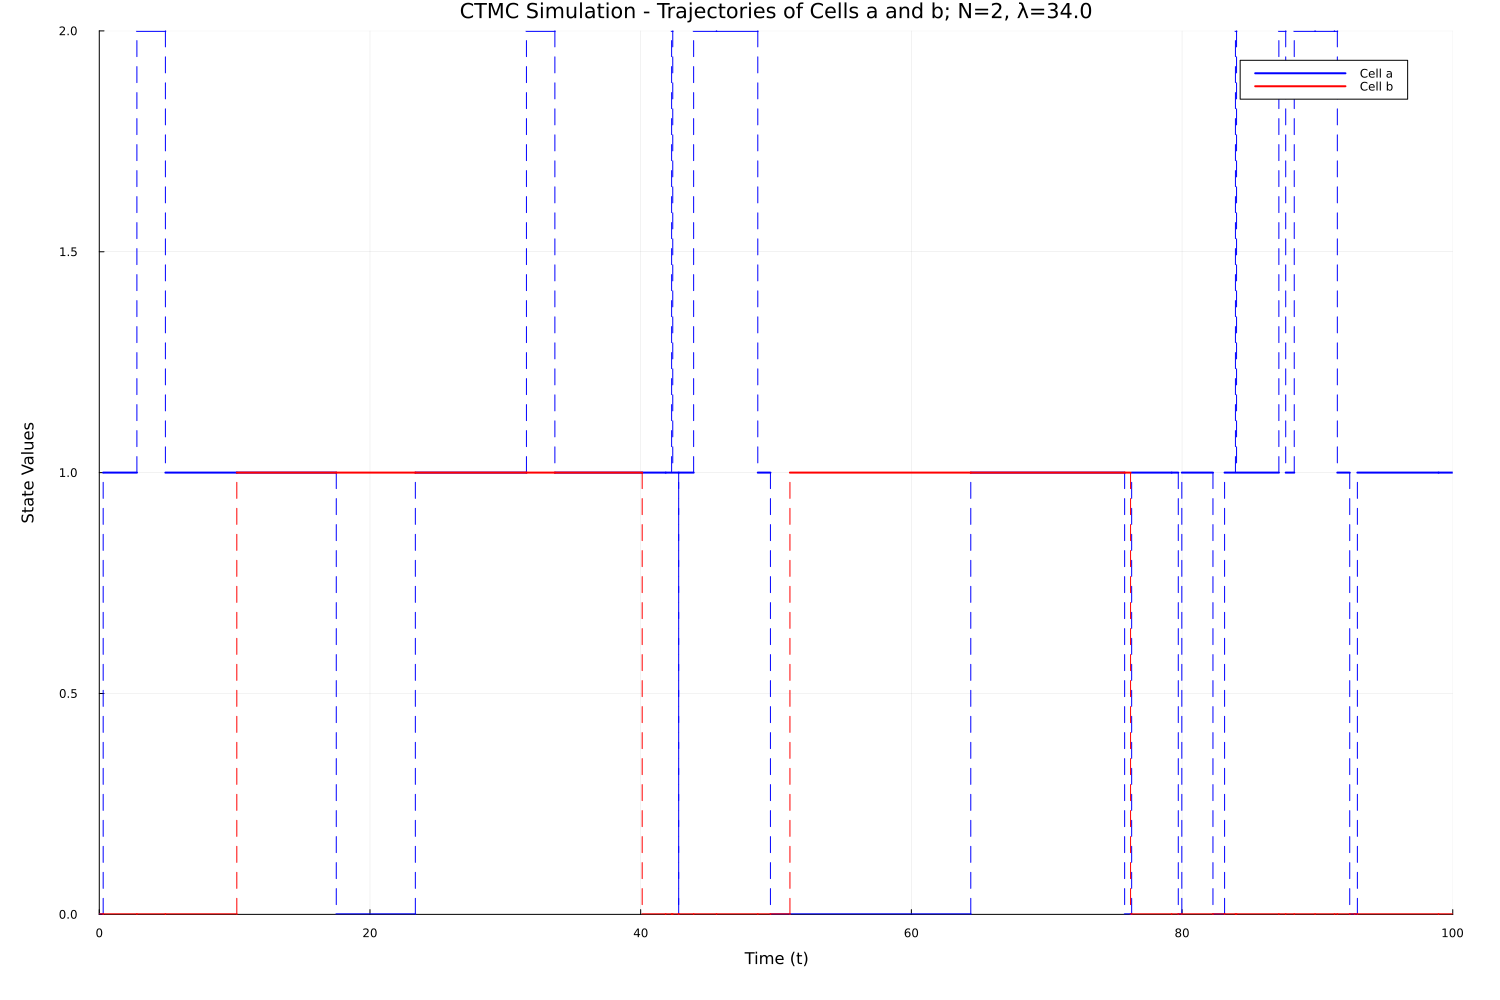 CTMC Simulation - Trajectories of Cells a and b; N=2, λ=34.0
2.0
Cell a
Cell b
1.5
1.0
State Values
0.5
0.0
0 20 40 60 80 100
Time (t)